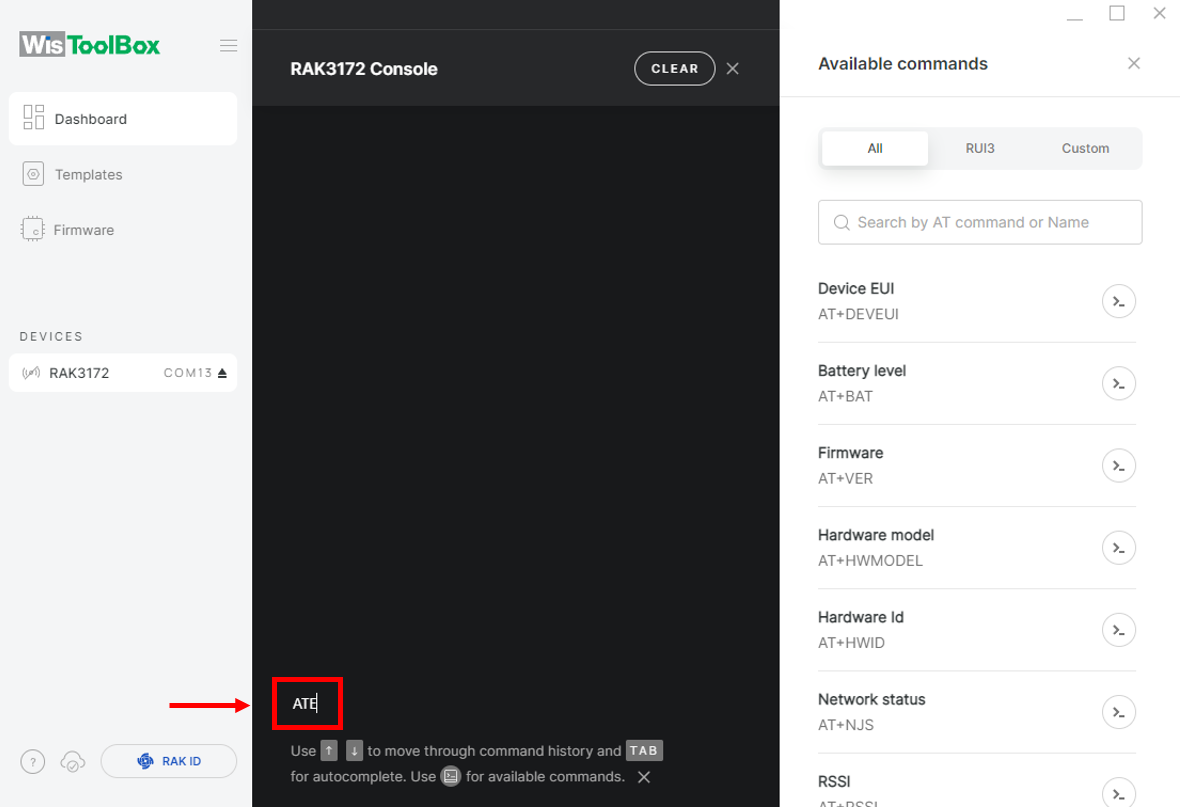 WisToolBox
Dashboard
Templates
Firmware
DEVICES
RAK3172 COM13
RAK ID
RAK3172 Console
CLEAR
ATE
Use ↑ ↓ to move through command history and TAB
for autocomplete. Use for available commands.
Available commands
All RUI3 Custom
Search by AT command or Name
Device EUI
AT+DEVEUI
Battery level
AT+BAT
Firmware
AT+VER
Hardware model
AT+HWMODEL
Hardware Id
AT+HWID
Network status
AT+NJS
RSSI
AT+RSSI